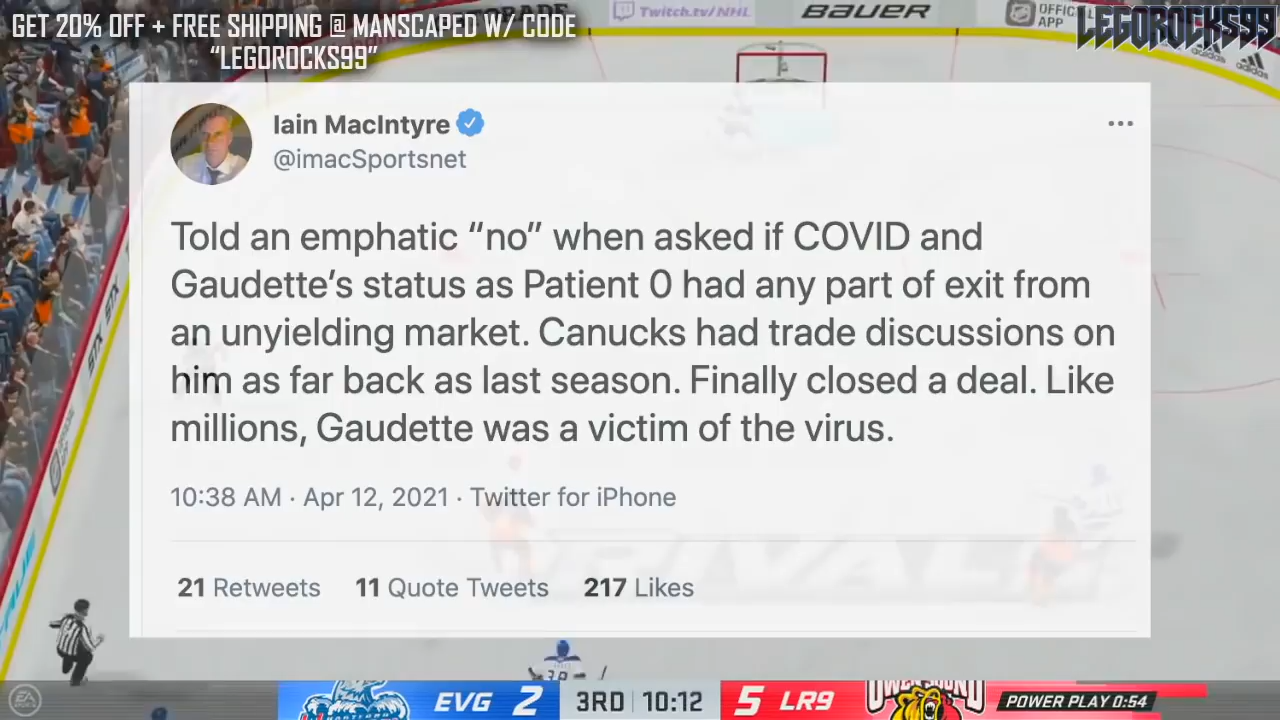 GET 20% OFF + FREE SHIPPING @ MANSCAPED W/ CODE
"LEGOROCKS99"
Twitch.tv/NHL
BAUER
APP
LEGOROCKS99
adidas
Iain MacIntyre
@imacSportsnet
Told an emphatic “no” when asked if COVID and
Gaudette’s status as Patient 0 had any part of exit from
an unyielding market. Canucks had trade discussions on
him as far back as last season. Finally closed a deal. Like
millions, Gaudette was a victim of the virus.
10:38 AM · Apr 12, 2021 · Twitter for iPhone
21 Retweets 11 Quote Tweets 217 Likes
EVG 2 3RD 10:12 5 LR9
POWER PLAY 0:54